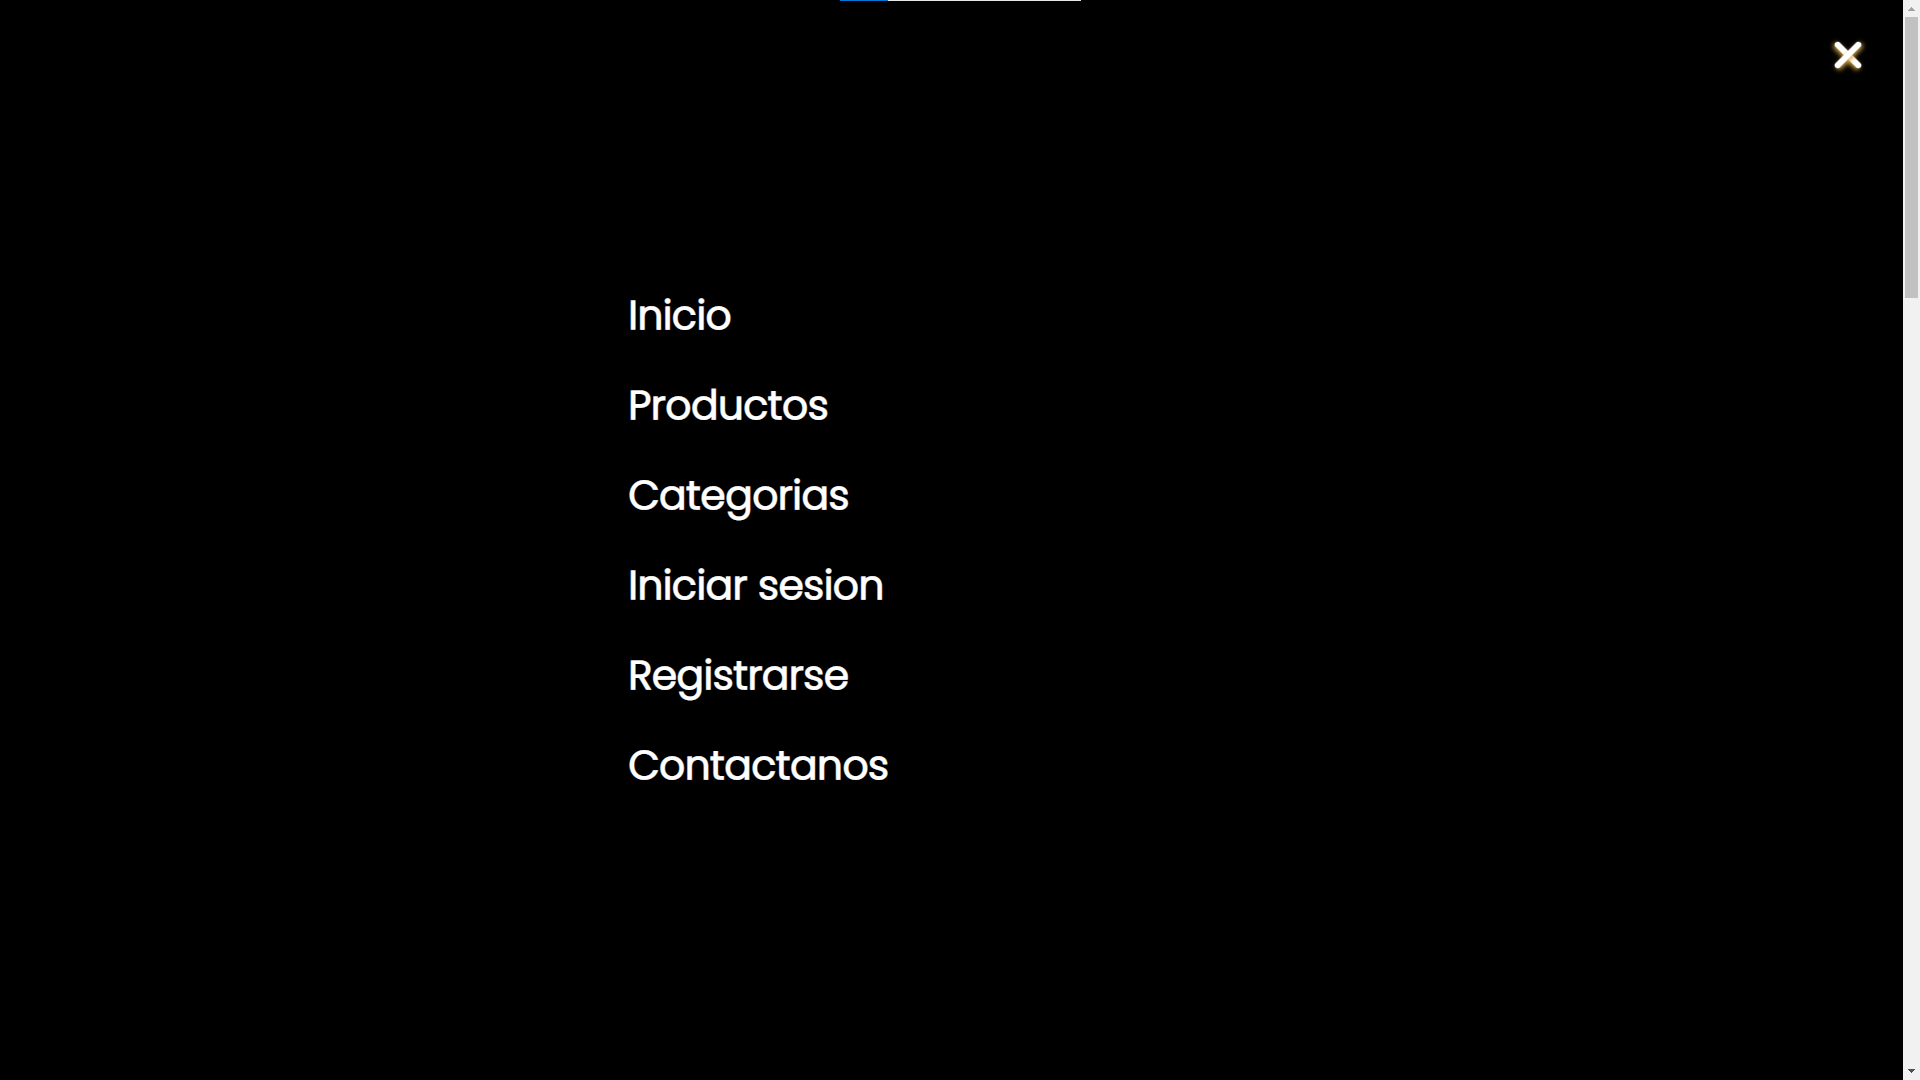 Inicio
Productos
Categorias
Iniciar sesion
Registrarse
Contactanos